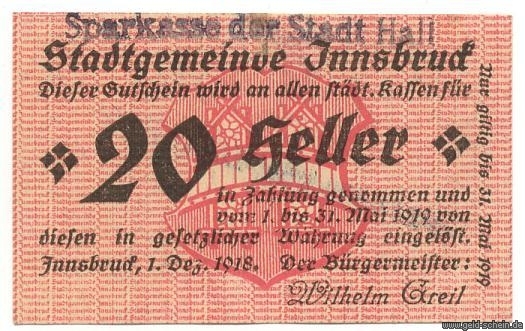 Sparkasse der Stadt Hall
Stadtgemeinde Innsbruck
Dieser Gutschein wird an allen städt. Kassen für
20 Heller
in Zahlung genommen und
vom 1. bis 31. Mai 1919 von
diesen in gesetzlicher Währung eingelöst.
Innsbruck, 1. Dez. 1918. Der Bürgermeister:
Wilhelm Greil
Nur gültig bis 31. Mai 1919
www.geld-schein.de